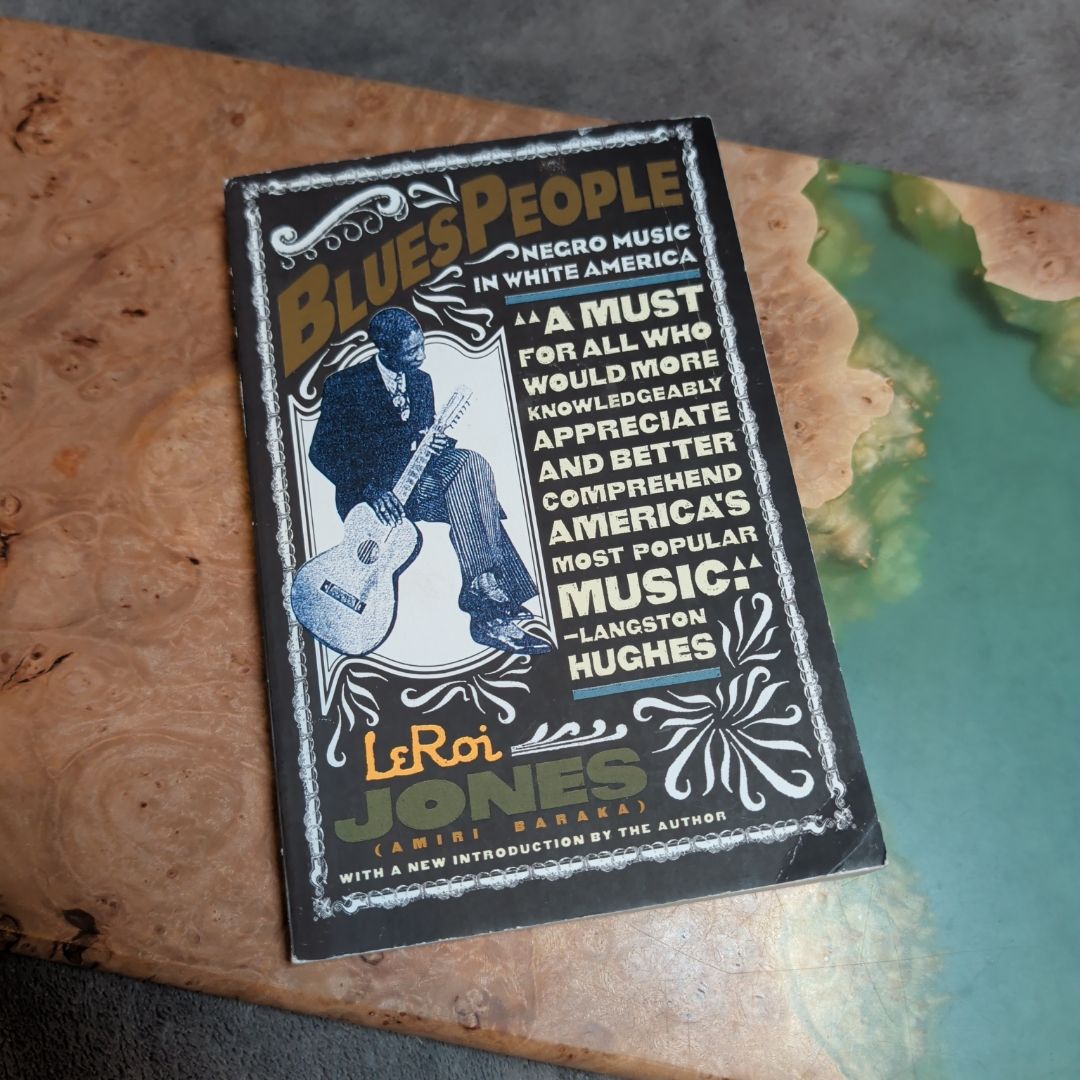 BLUES PEOPLE
NEGRO MUSIC
IN WHITE AMERICA
"A MUST
FOR ALL WHO
WOULD MORE
KNOWLEDGEABLY
APPRECIATE
AND BETTER
COMPREHEND
AMERICA'S
MOST POPULAR
MUSIC."
—LANGSTON
HUGHES
LEROi
JONES
(AMIRI BARAKA)
WITH A NEW INTRODUCTION BY THE AUTHOR